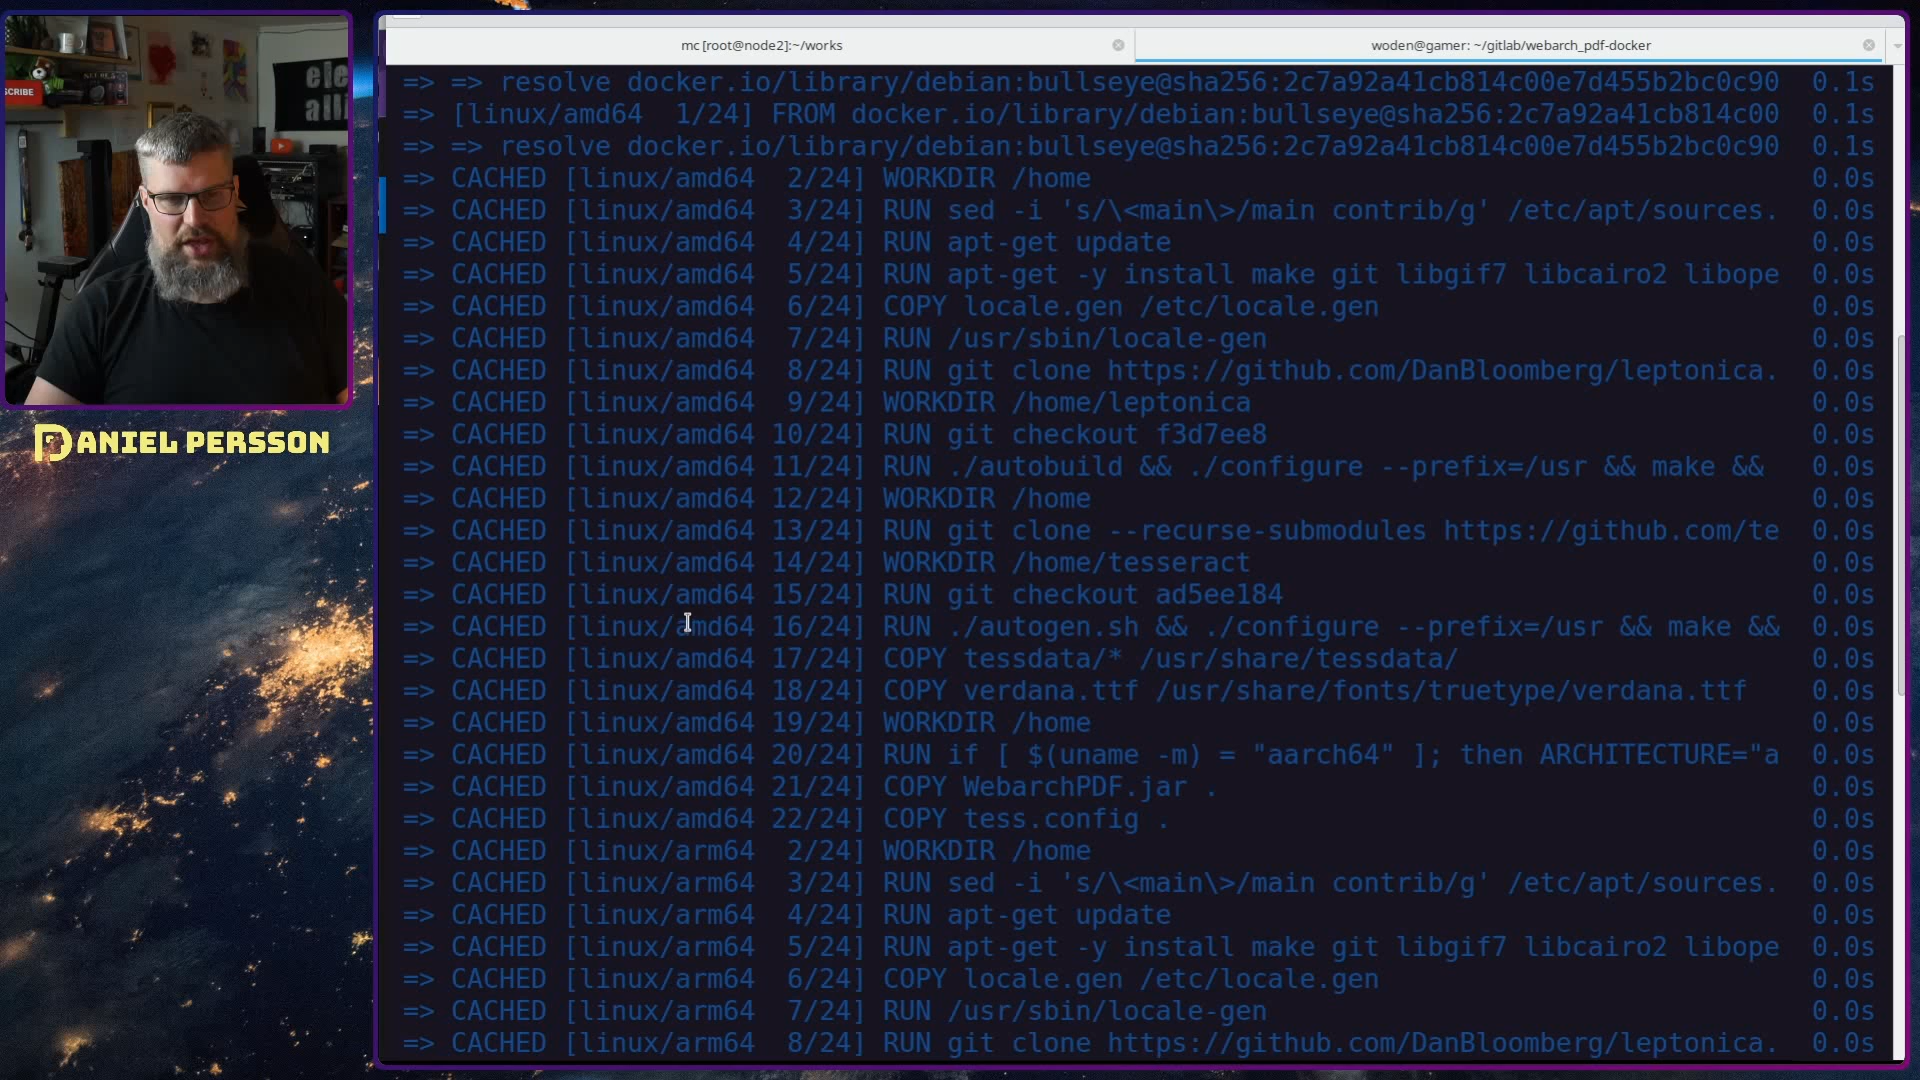 SCRIBE
ele
alli
DANIEL PERSSON
mc [root@node2]:~/works
woden@gamer: ~/gitlab/webarch_pdf-docker
=> => resolve docker.io/library/debian:bullseye@sha256:2c7a92a41cb814c00e7d455b2bc0c90 0.1s
=> [linux/amd64  1/24] FROM docker.io/library/debian:bullseye@sha256:2c7a92a41cb814c00 0.1s
=> => resolve docker.io/library/debian:bullseye@sha256:2c7a92a41cb814c00e7d455b2bc0c90 0.1s
=> CACHED [linux/amd64  2/24] WORKDIR /home 0.0s
=> CACHED [linux/amd64  3/24] RUN sed -i 's/\<main\>/main contrib/g' /etc/apt/sources. 0.0s
=> CACHED [linux/amd64  4/24] RUN apt-get update 0.0s
=> CACHED [linux/amd64  5/24] RUN apt-get -y install make git libgif7 libcairo2 libope 0.0s
=> CACHED [linux/amd64  6/24] COPY locale.gen /etc/locale.gen 0.0s
=> CACHED [linux/amd64  7/24] RUN /usr/sbin/locale-gen 0.0s
=> CACHED [linux/amd64  8/24] RUN git clone https://github.com/DanBloomberg/leptonica. 0.0s
=> CACHED [linux/amd64  9/24] WORKDIR /home/leptonica 0.0s
=> CACHED [linux/amd64 10/24] RUN git checkout f3d7ee8 0.0s
=> CACHED [linux/amd64 11/24] RUN ./autobuild && ./configure --prefix=/usr && make && 0.0s
=> CACHED [linux/amd64 12/24] WORKDIR /home 0.0s
=> CACHED [linux/amd64 13/24] RUN git clone --recurse-submodules https://github.com/te 0.0s
=> CACHED [linux/amd64 14/24] WORKDIR /home/tesseract 0.0s
=> CACHED [linux/amd64 15/24] RUN git checkout ad5ee184 0.0s
=> CACHED [linux/amd64 16/24] RUN ./autogen.sh && ./configure --prefix=/usr && make && 0.0s
=> CACHED [linux/amd64 17/24] COPY tessdata/* /usr/share/tessdata/ 0.0s
=> CACHED [linux/amd64 18/24] COPY verdana.ttf /usr/share/fonts/truetype/verdana.ttf 0.0s
=> CACHED [linux/amd64 19/24] WORKDIR /home 0.0s
=> CACHED [linux/amd64 20/24] RUN if [ $(uname -m) = "aarch64" ]; then ARCHITECTURE="a 0.0s
=> CACHED [linux/amd64 21/24] COPY WebarchPDF.jar . 0.0s
=> CACHED [linux/amd64 22/24] COPY tess.config . 0.0s
=> CACHED [linux/arm64  2/24] WORKDIR /home 0.0s
=> CACHED [linux/arm64  3/24] RUN sed -i 's/\<main\>/main contrib/g' /etc/apt/sources. 0.0s
=> CACHED [linux/arm64  4/24] RUN apt-get update 0.0s
=> CACHED [linux/arm64  5/24] RUN apt-get -y install make git libgif7 libcairo2 libope 0.0s
=> CACHED [linux/arm64  6/24] COPY locale.gen /etc/locale.gen 0.0s
=> CACHED [linux/arm64  7/24] RUN /usr/sbin/locale-gen 0.0s
=> CACHED [linux/arm64  8/24] RUN git clone https://github.com/DanBloomberg/leptonica. 0.0s